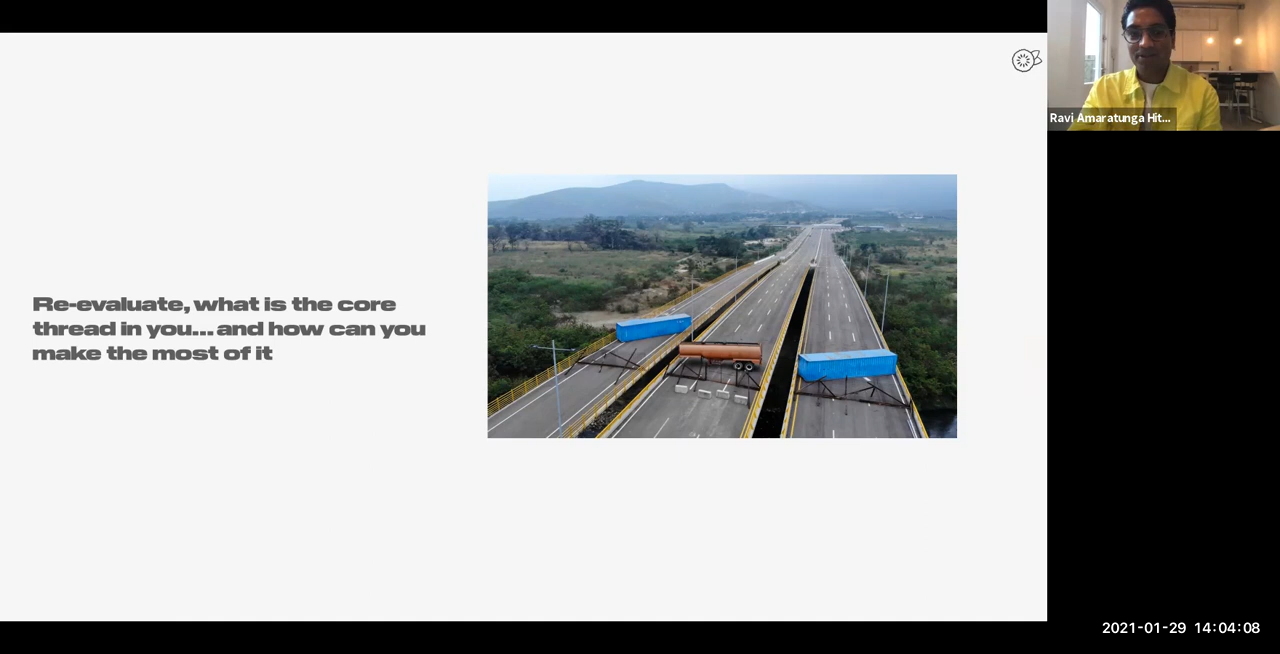 Ravi Amaratunga Hit...
Re-evaluate, what is the core
thread in you... and how can you
make the most of it
2021-01-29 14:04:08